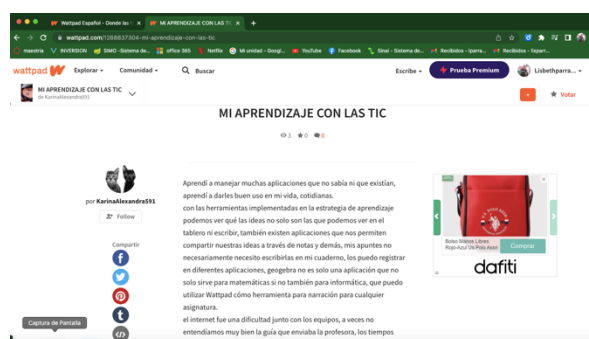 Wattpad Español - Donde las
MI APRENDIZAJE CON LAS TIC
wattpad.com/1268837304-mi-aprendizaje-con-las-tic
maestria
INVERSION
SIMO -Sistema de...
office 365
Netflix
Mi unidad - Googl...
YouTube
Facebook
Sinai - Sistema de...
Recibidos - lparra...
wattpad
Explorar
Comunidad
Buscar
Escribe
Prueba Premium
Lisbethparra...
MI APRENDIZAJE CON LAS TIC
de KarinaAlexandra591
Votar
MI APRENDIZAJE CON LAS TIC
3 0 0
por KarinaAlexandra591
Follow
Compartir
Aprendí a manejar muchas aplicaciones que no sabía ni que existían,
aprendí a darles buen uso en mi vida, cotidianas.
con las herramientas implementadas en la estrategia de aprendizaje
podemos ver qué las ideas no solo son las que podemos ver en el
tablero ni escribir, también existen aplicaciones que nos permiten
compartir nuestras ideas a través de notas y demás, mis apuntes no
necesariamente necesito escribirlas en mi cuaderno, los puedo registrar
en diferentes aplicaciones, geogebra no es solo una aplicación que no
solo sirve para matemáticas si no también para informática, que puedo
utilizar Wattpad cómo herramienta para narración para cualquier
asignatura.
el internet fue una dificultad junto con los equipos, a veces no
entendíamos muy bien la guía que enviaba la profesora, los tiempos
Bolso Manos Libres
Rojo-Azul Us Polo Assn
Comprar
dafiti
Captura de Pantalla